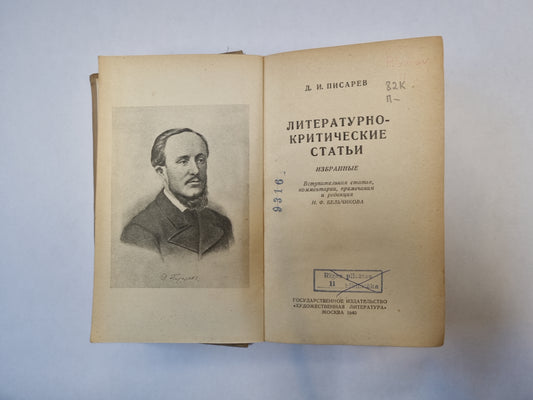 Д. И. ПИСАРЕВ
82К
П—
ЛИТЕРАТУРНО-
КРИТИЧЕСКИЕ
СТАТЬИ
ИЗБРАННЫЕ
Вступительная статья,
комментарии, примечания
и редакция
Н. Ф. БЕЛЬЧИКОВА
9316
11
ГОСУДАРСТВЕННОЕ ИЗДАТЕЛЬСТВО
«ХУДОЖЕСТВЕННАЯ ЛИТЕРАТУРА»
МОСКВА 1940